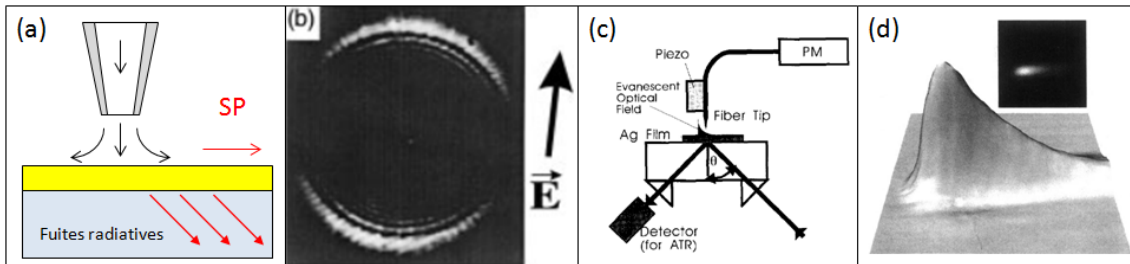 (a)
SP
Fuites radiatives
(b)
E
(c)
Piezo
PM
Evanescent
Optical
Field
Fiber Tip
Ag Film
θ
Detector
(for ATR)
(d)